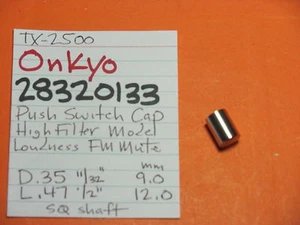 TX-2500
Onkyo
28320133
Push Switch Cap
High Filter Model
Loudness FM Mute
mm
D .35 11/32" 9.0
L .47 1/2" 12.0
SQ shaft